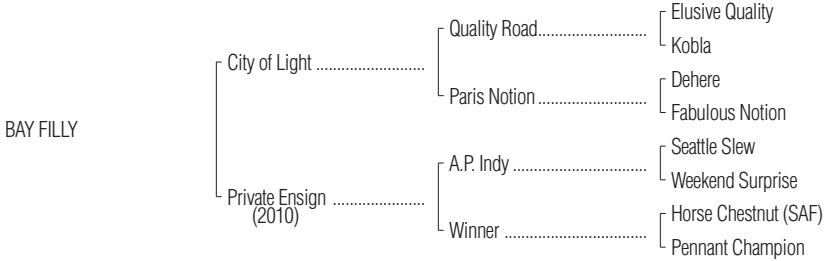 Elusive Quality
Quality Road..........................
Kobla
City of Light ..........................
Dehere
Paris Notion ..........................
Fabulous Notion
BAY FILLY
Seattle Slew
A.P. Indy ................................
Weekend Surprise
Private Ensign ......................
(2010)
Horse Chestnut (SAF)
Winner ..................................
Pennant Champion